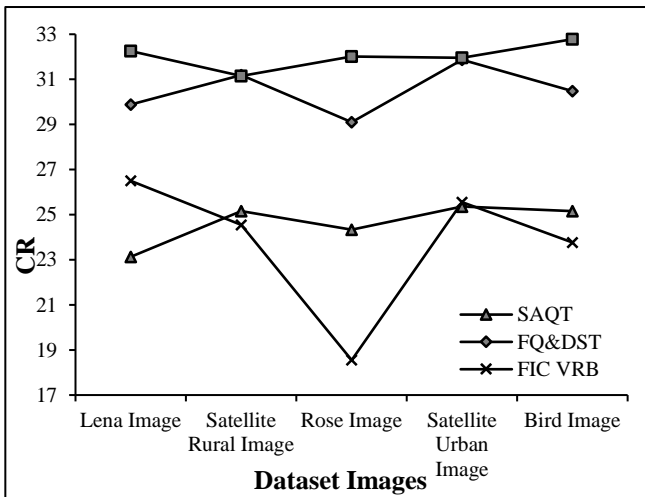 33
31
29
27
25
23
21
19
17
CR
SAQT
FQ&DST
FIC VRB
Lena Image
Satellite
Rural Image
Rose Image
Satellite
Urban
Image
Bird Image
Dataset Images